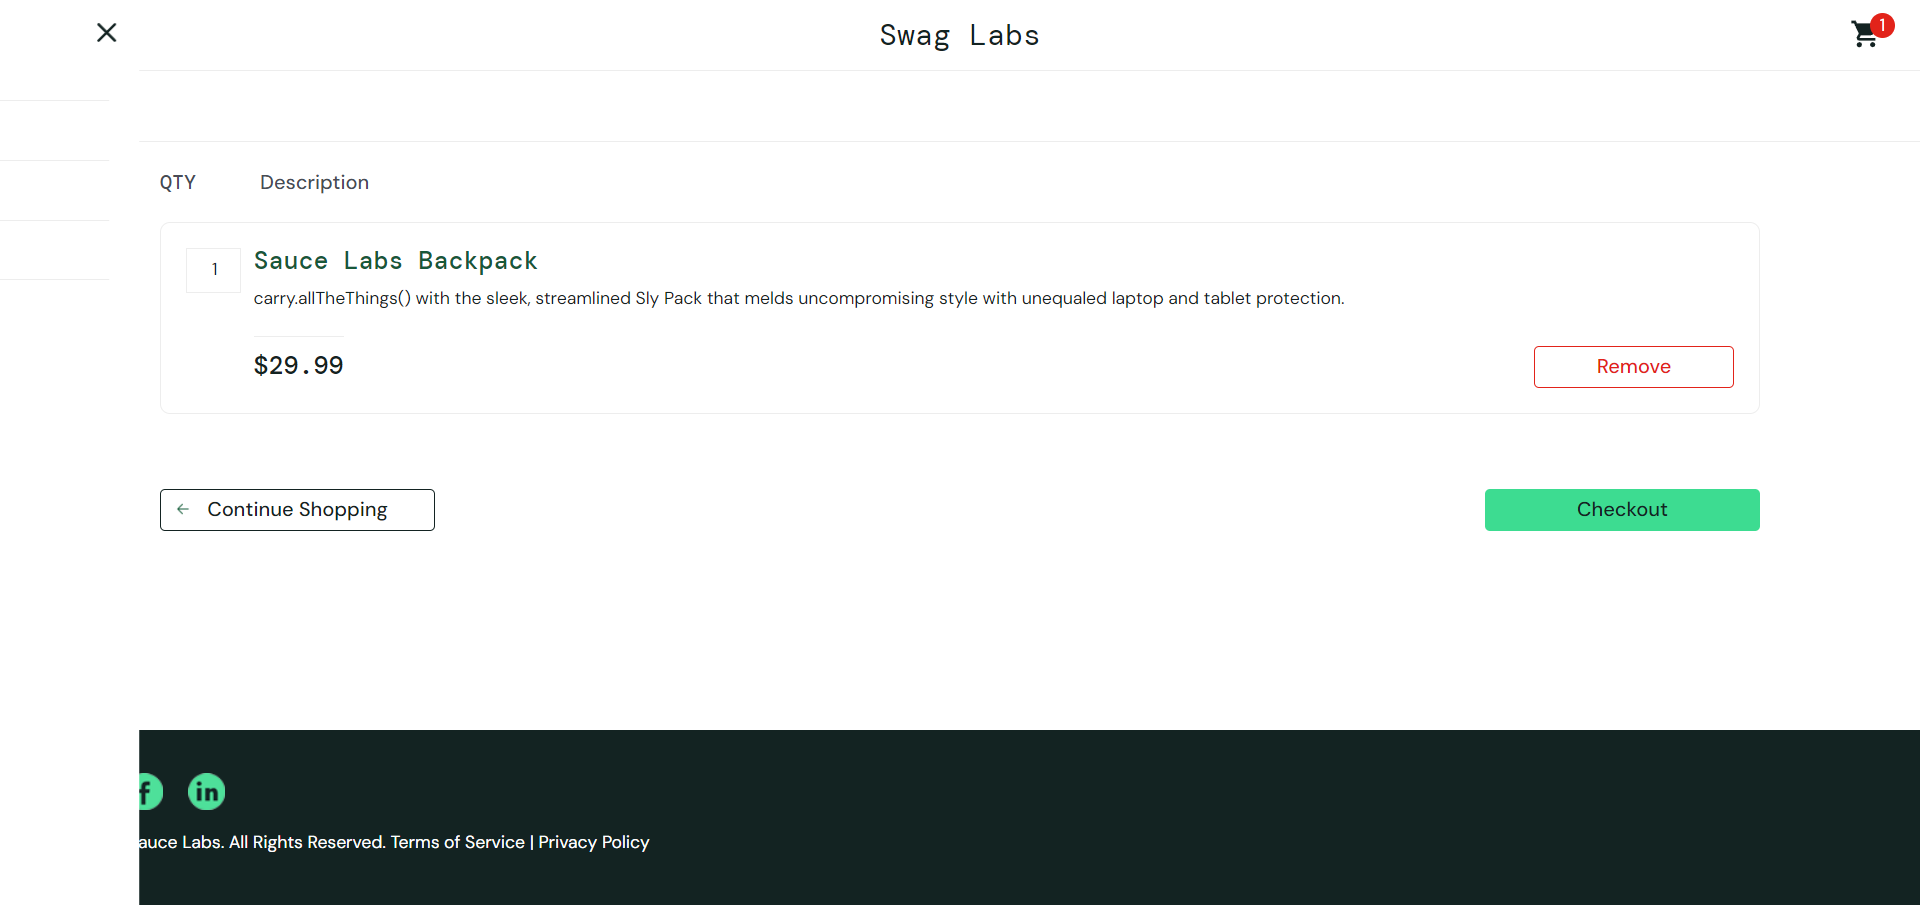 Swag Labs
1
QTY Description
1
Sauce Labs Backpack
carry.allTheThings() with the sleek, streamlined Sly Pack that melds uncompromising style with unequaled laptop and tablet protection.
$29.99
Remove
← Continue Shopping
Checkout
f in
auce Labs. All Rights Reserved. Terms of Service | Privacy Policy